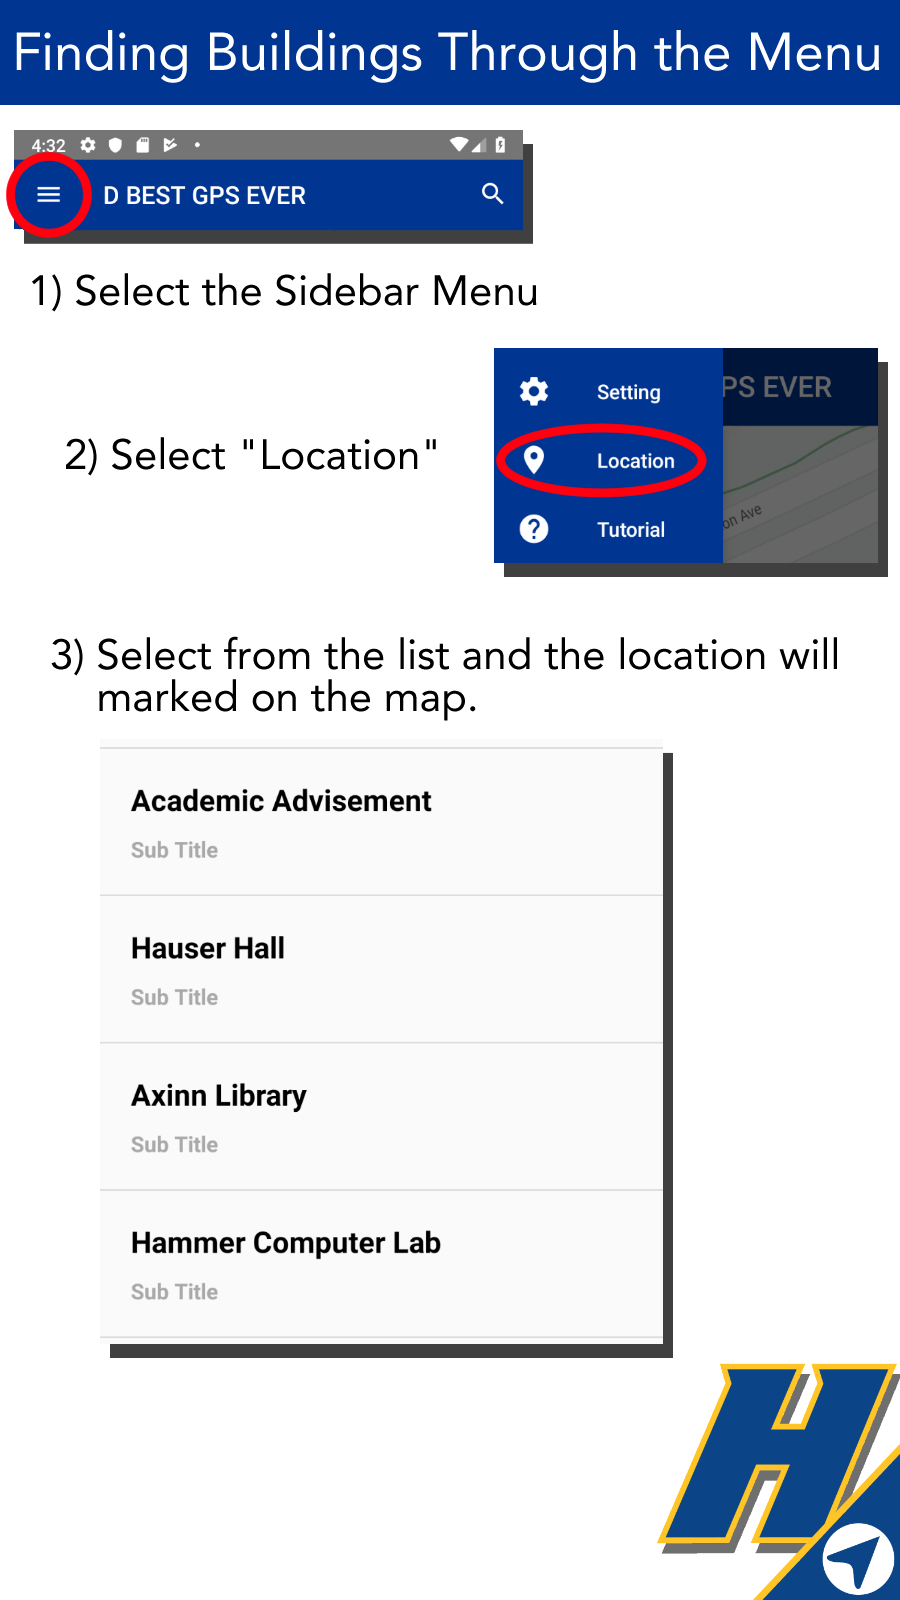 Finding Buildings Through the Menu
4:32
D BEST GPS EVER
1) Select the Sidebar Menu
PS EVER
Setting
2) Select "Location"
Location
on Ave
Tutorial
3) Select from the list and the location will
marked on the map.
Academic Advisement
Sub Title
Hauser Hall
Sub Title
Axinn Library
Sub Title
Hammer Computer Lab
Sub Title
H